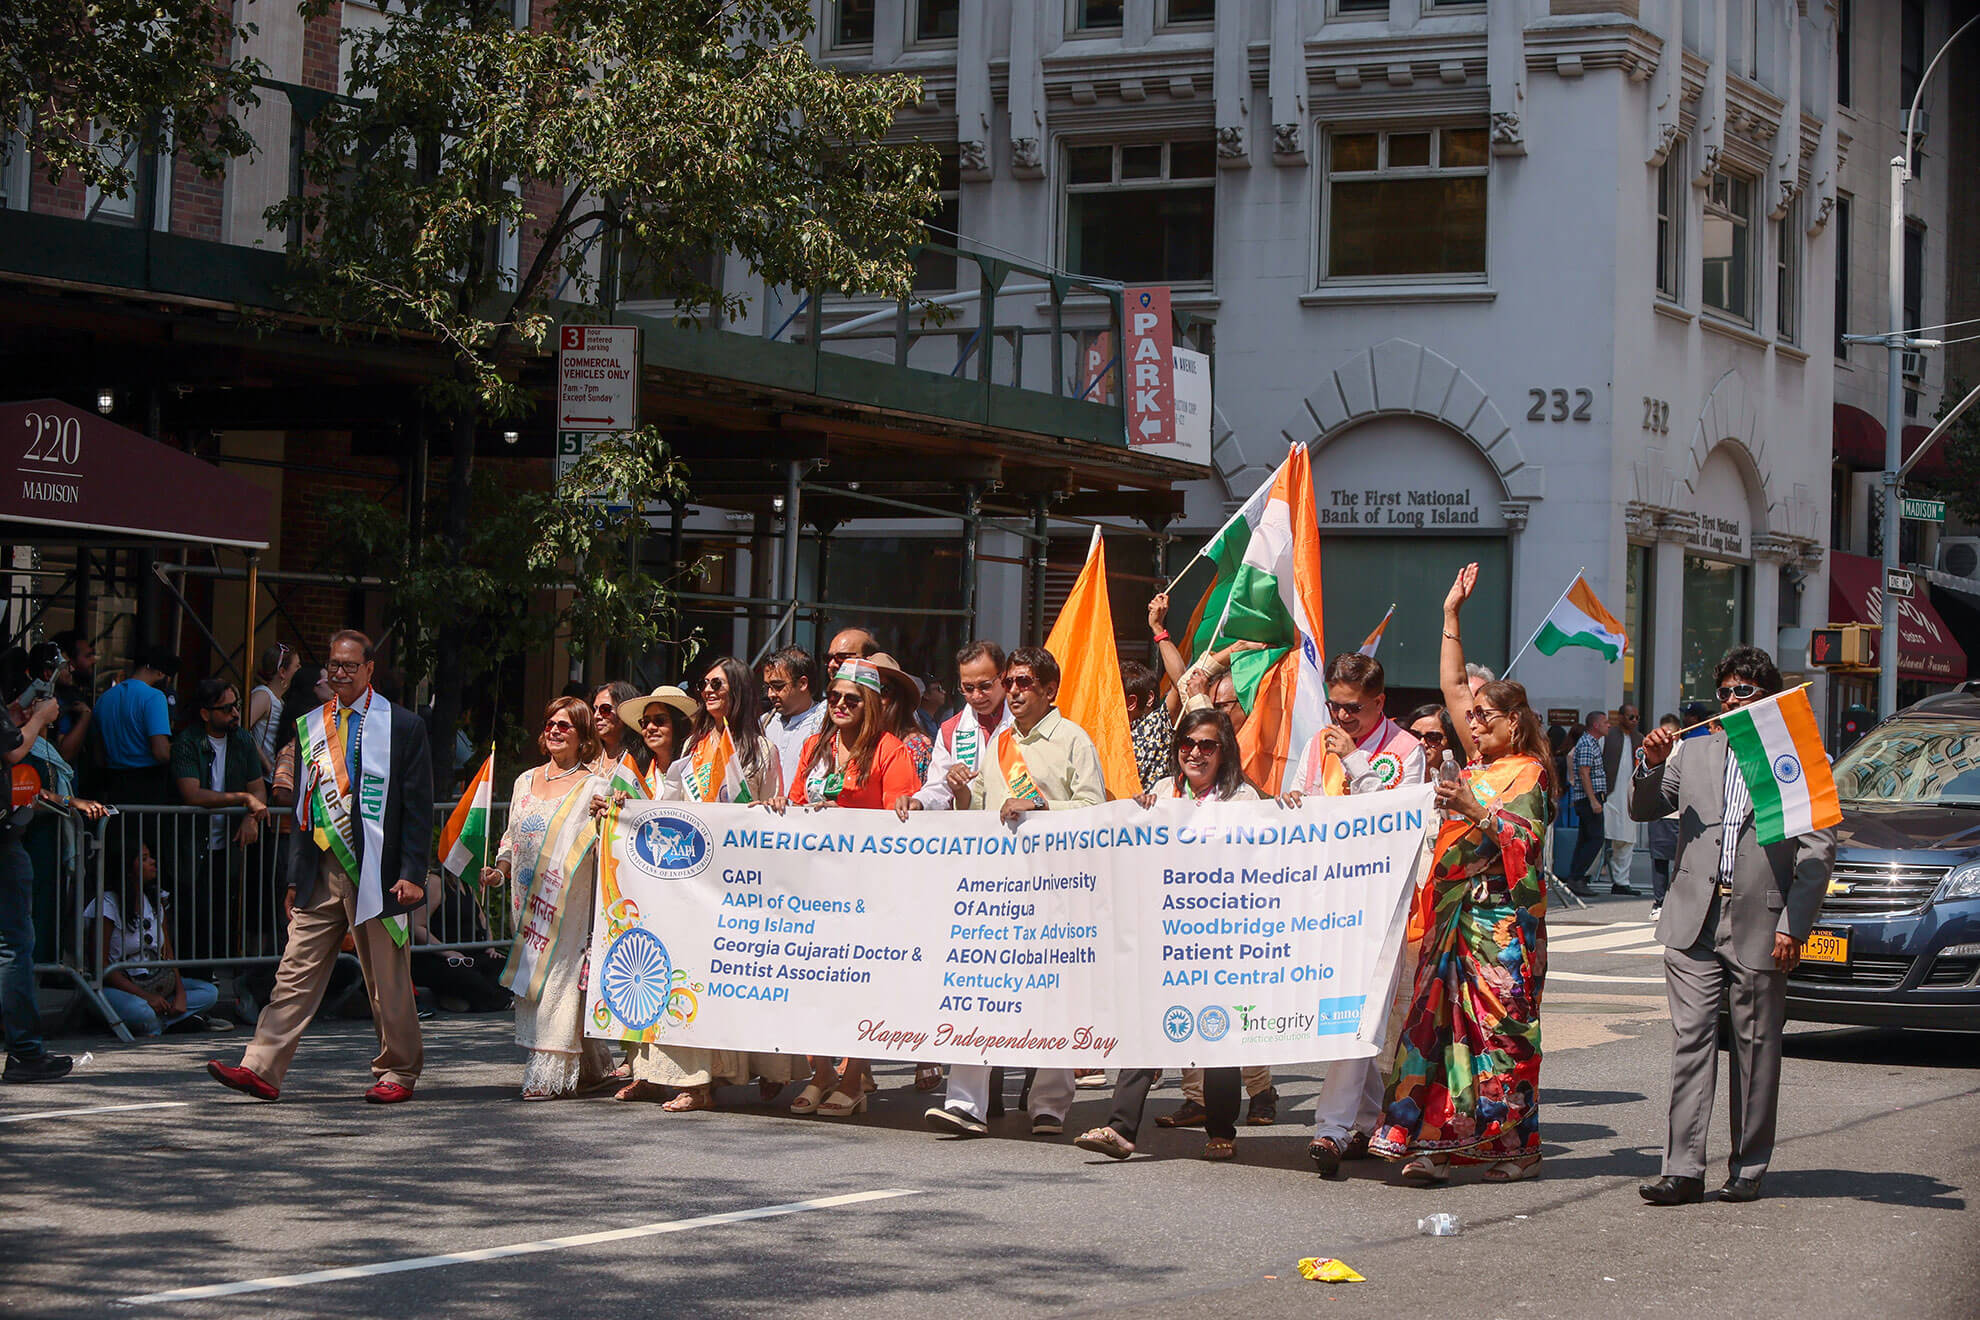 3 hour
metered
parking
COMMERCIAL
VEHICLES ONLY
7am - 7pm
Except Sunday
5
220
MADISON
PARK
232
232
The First National
Bank of Long Island
The First National
Bank of Long Island
MADISON
ONE WAY
AAPI
AAPI
AMERICAN ASSOCIATION OF PHYSICIANS OF INDIAN ORIGIN
GAPI
AAPI of Queens &
Long Island
Georgia Gujarati Doctor &
Dentist Association
MOCAAPI
American University
Of Antigua
Perfect Tax Advisors
AEON Global Health
Kentucky AAPI
ATG Tours
Baroda Medical Alumni
Association
Woodbridge Medical
Patient Point
AAPI Central Ohio
Happy Independence Day
integrity
practice solutions
भारत
गौरव
5991